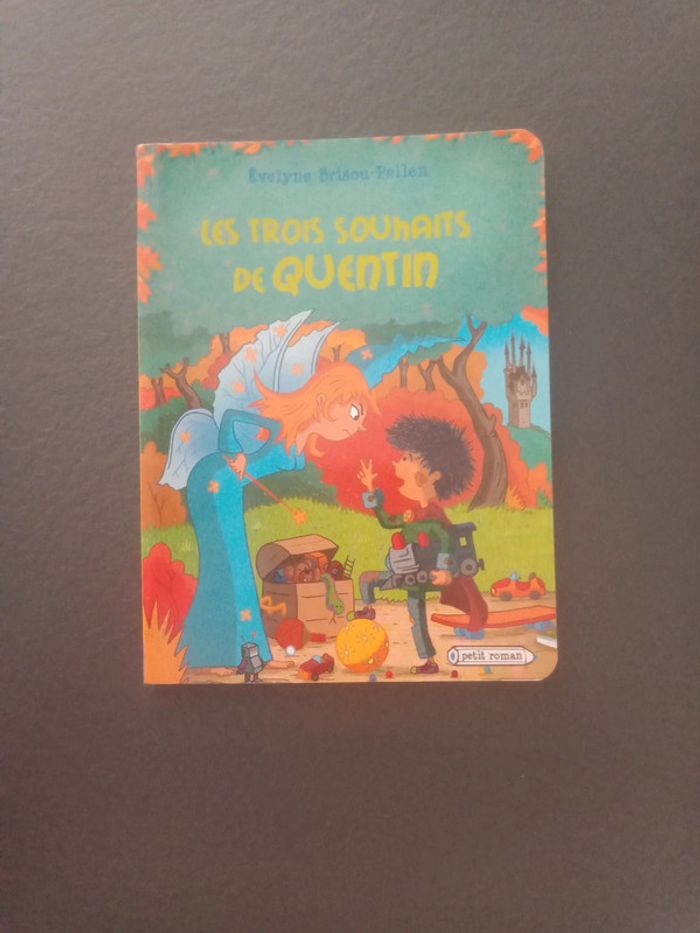 Évelyne Brisou-Pellen
LES TROIS SOUHAITS
DE QUENTIN
petit roman